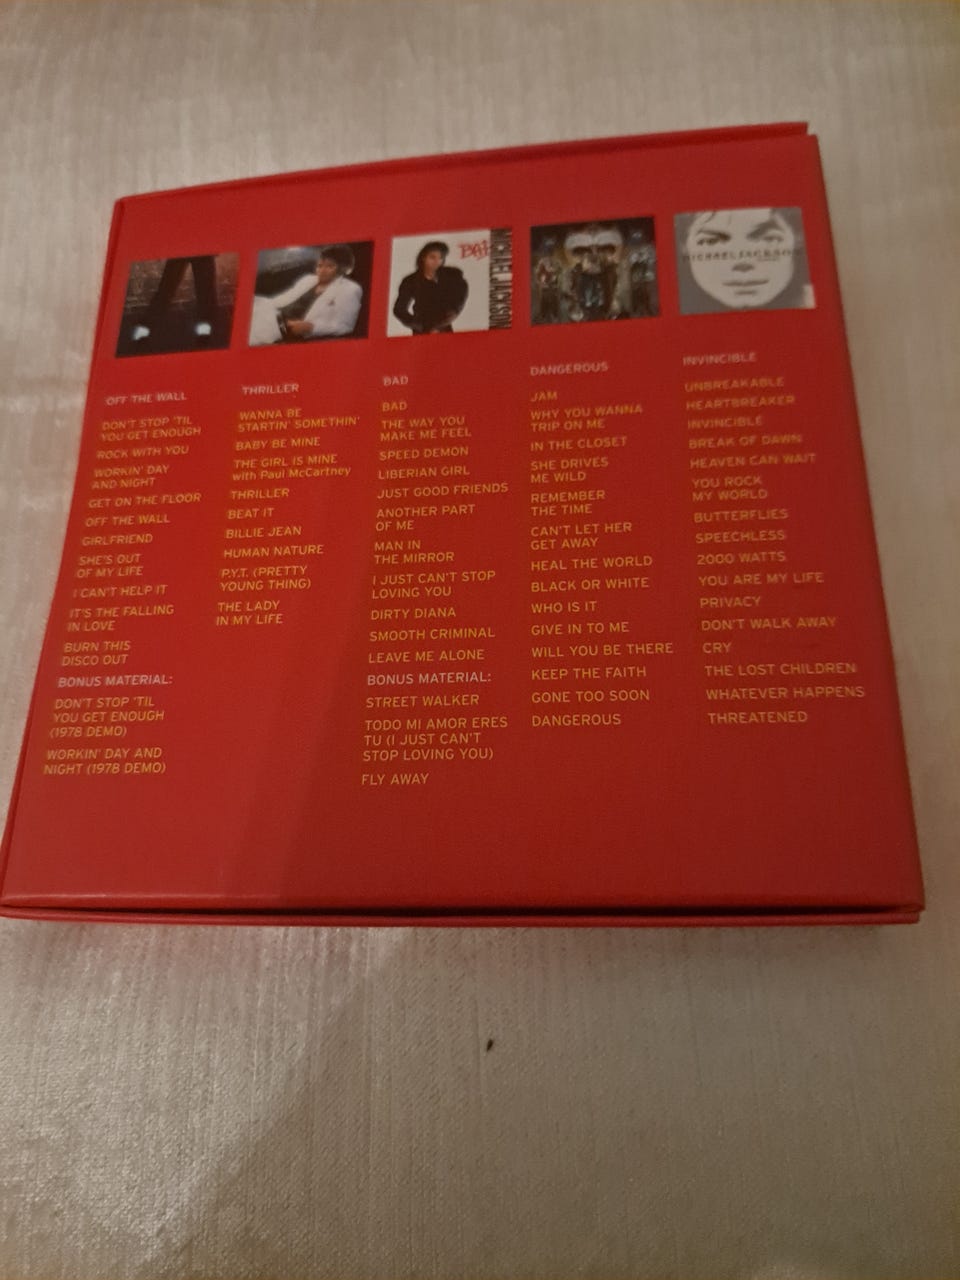 BAD
MICHAEL JACKSON
MICHAEL JACKSON
OFF THE WALL
DON'T STOP 'TIL
YOU GET ENOUGH
ROCK WITH YOU
WORKIN' DAY
AND NIGHT
GET ON THE FLOOR
OFF THE WALL
GIRLFRIEND
SHE'S OUT
OF MY LIFE
I CAN'T HELP IT
IT'S THE FALLING
IN LOVE
BURN THIS
DISCO OUT
BONUS MATERIAL:
DON'T STOP 'TIL
YOU GET ENOUGH
(1978 DEMO)
WORKIN' DAY AND
NIGHT (1978 DEMO)
THRILLER
WANNA BE
STARTIN' SOMETHIN'
BABY BE MINE
THE GIRL IS MINE
with Paul McCartney
THRILLER
BEAT IT
BILLIE JEAN
HUMAN NATURE
P.Y.T. (PRETTY
YOUNG THING)
THE LADY
IN MY LIFE
BAD
BAD
THE WAY YOU
MAKE ME FEEL
SPEED DEMON
LIBERIAN GIRL
JUST GOOD FRIENDS
ANOTHER PART
OF ME
MAN IN
THE MIRROR
I JUST CAN'T STOP
LOVING YOU
DIRTY DIANA
SMOOTH CRIMINAL
LEAVE ME ALONE
BONUS MATERIAL:
STREET WALKER
TODO MI AMOR ERES
TU (I JUST CAN'T
STOP LOVING YOU)
FLY AWAY
DANGEROUS
JAM
WHY YOU WANNA
TRIP ON ME
IN THE CLOSET
SHE DRIVES
ME WILD
REMEMBER
THE TIME
CAN'T LET HER
GET AWAY
HEAL THE WORLD
BLACK OR WHITE
WHO IS IT
GIVE IN TO ME
WILL YOU BE THERE
KEEP THE FAITH
GONE TOO SOON
DANGEROUS
INVINCIBLE
UNBREAKABLE
HEARTBREAKER
INVINCIBLE
BREAK OF DAWN
HEAVEN CAN WAIT
YOU ROCK
MY WORLD
BUTTERFLIES
SPEECHLESS
2000 WATTS
YOU ARE MY LIFE
PRIVACY
DON'T WALK AWAY
CRY
THE LOST CHILDREN
WHATEVER HAPPENS
THREATENED